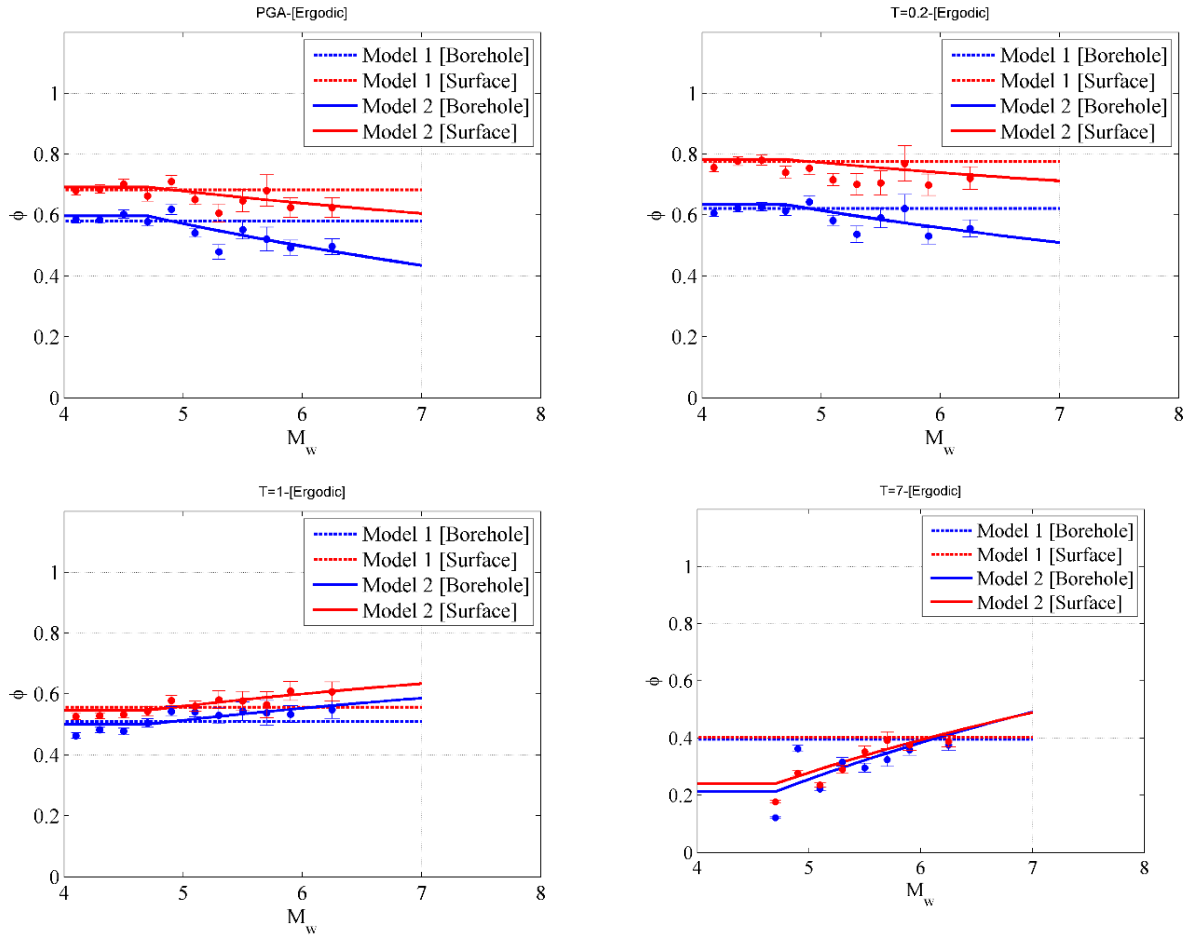 PGA-[Ergodic]
Model 1 [Borehole]
Model 1 [Surface]
Model 2 [Borehole]
Model 2 [Surface]
1
0.8
0.6
0.4
0.2
0
ϕ
4 5 6 7 8
M_w
T=0.2-[Ergodic]
Model 1 [Borehole]
Model 1 [Surface]
Model 2 [Borehole]
Model 2 [Surface]
1
0.8
0.6
0.4
0.2
0
ϕ
4 5 6 7 8
M_w
T=1-[Ergodic]
Model 1 [Borehole]
Model 1 [Surface]
Model 2 [Borehole]
Model 2 [Surface]
1
0.8
0.6
0.4
0.2
0
ϕ
4 5 6 7 8
M_w
T=7-[Ergodic]
Model 1 [Borehole]
Model 1 [Surface]
Model 2 [Borehole]
Model 2 [Surface]
1
0.8
0.6
0.4
0.2
0
ϕ
4 5 6 7 8
M_w